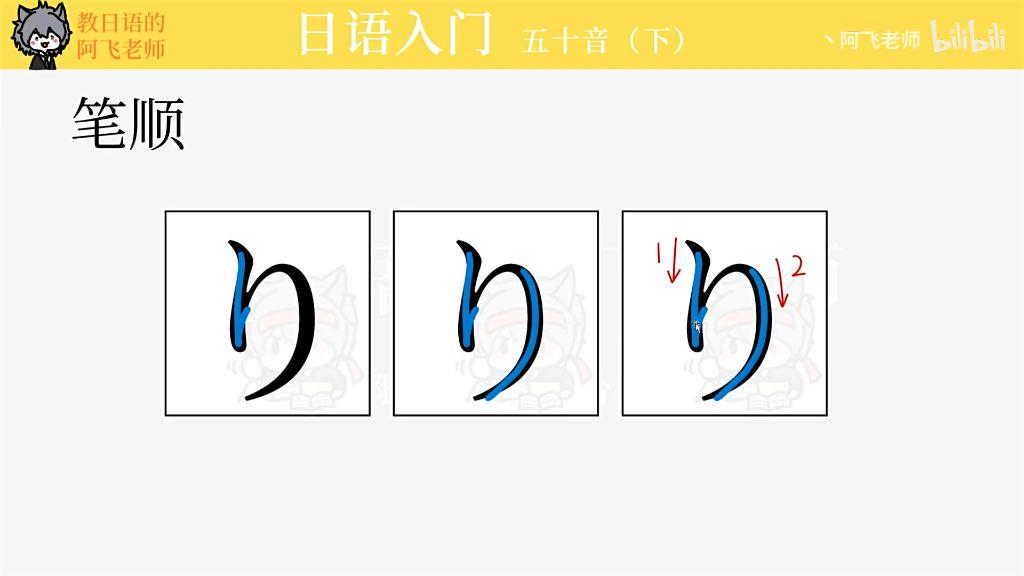 教日语的
阿飞老师
日语入门 五十音（下）
丶阿飞老师 bilibili
笔顺
り り 1 り 2